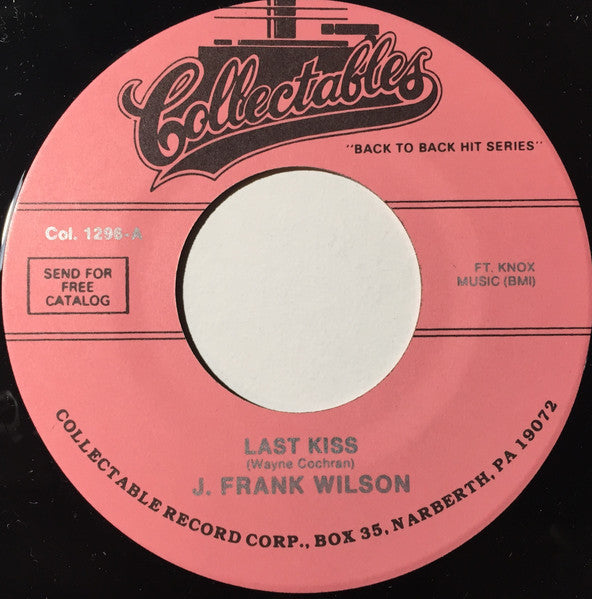 Collectables
"BACK TO BACK HIT SERIES"
Col. 1296-A
SEND FOR
FREE
CATALOG
FT. KNOX
MUSIC (BMI)
LAST KISS
(Wayne Cochran)
J. FRANK WILSON
COLLECTABLE RECORD CORP., BOX 35, NARBERTH, PA 19072